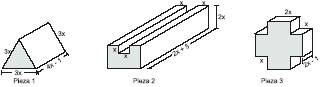 3x
3x
3x
4x - 1
Pieza 1
x
x
2x
x
x
2x + 5
Pieza 2
2x
x
x
x
2x - 1
Pieza 3